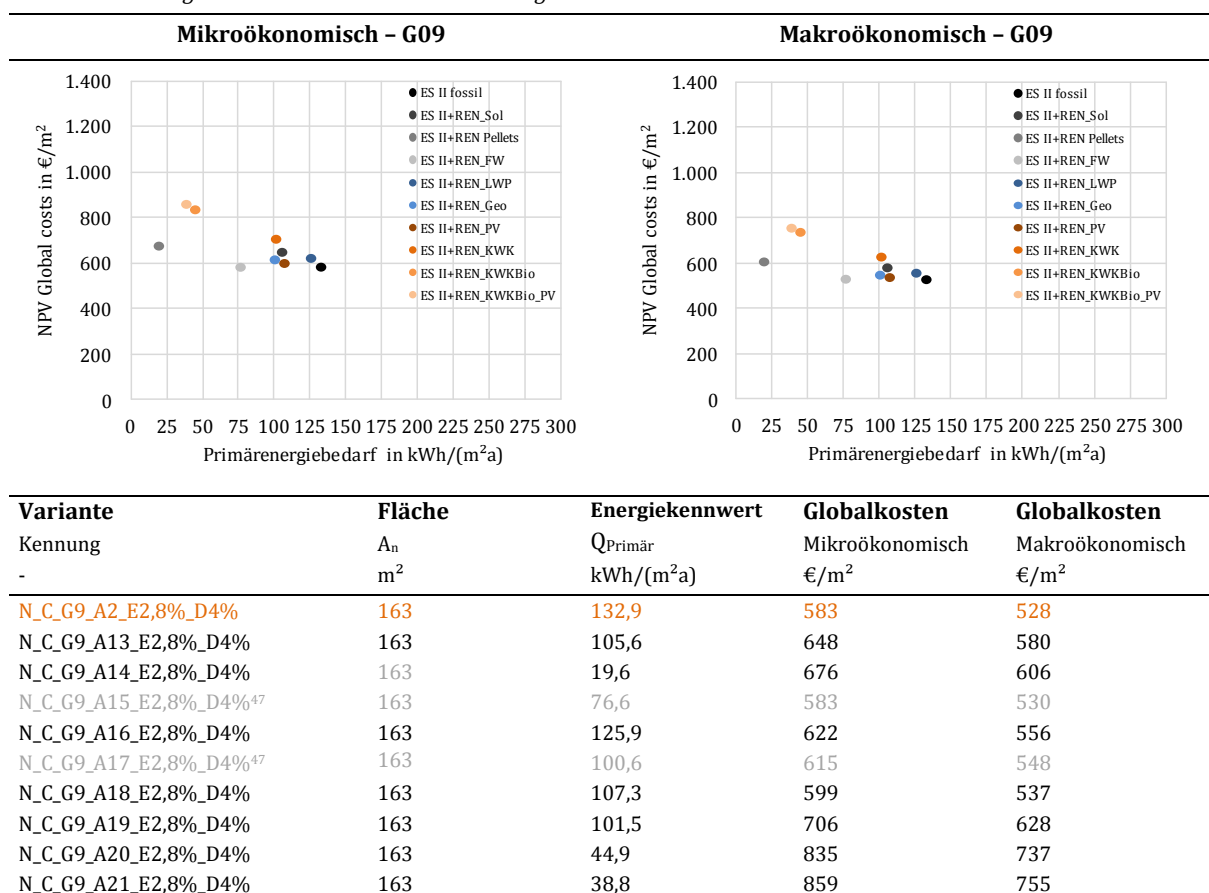 Mikroökonomisch – G09
Makroökonomisch – G09
NPV Global costs in €/m²
1.400
1.200
1.000
800
600
400
200
0
0 25 50 75 100 125 150 175 200 225 250 275 300
Primärenergiebedarf in kWh/(m²a)
ES II fossil
ES II+REN_Sol
ES II+REN Pellets
ES II+REN_FW
ES II+REN_LWP
ES II+REN_Geo
ES II+REN_PV
ES II+REN_KWK
ES II+REN_KWKBio
ES II+REN_KWKBio_PV
NPV Global costs in €/m²
1.400
1.200
1.000
800
600
400
200
0
0 25 50 75 100 125 150 175 200 225 250 275 300
Primärenergiebedarf in kWh/(m²a)
ES II fossil
ES II+REN_Sol
ES II+REN Pellets
ES II+REN_FW
ES II+REN_LWP
ES II+REN_Geo
ES II+REN_PV
ES II+REN_KWK
ES II+REN_KWKBio
ES II+REN_KWKBio_PV
Variante Fläche Energiekennwert Globalkosten Globalkosten
Kennung Aₙ Q_Primär Mikroökonomisch Makroökonomisch
- m² kWh/(m²a) €/m² €/m²
N_C_G9_A2_E2,8%_D4% 163 132,9 583 528
N_C_G9_A13_E2,8%_D4% 163 105,6 648 580
N_C_G9_A14_E2,8%_D4% 163 19,6 676 606
N_C_G9_A15_E2,8%_D4%⁴⁷ 163 76,6 583 530
N_C_G9_A16_E2,8%_D4% 163 125,9 622 556
N_C_G9_A17_E2,8%_D4%⁴⁷ 163 100,6 615 548
N_C_G9_A18_E2,8%_D4% 163 107,3 599 537
N_C_G9_A19_E2,8%_D4% 163 101,5 706 628
N_C_G9_A20_E2,8%_D4% 163 44,9 835 737
N_C_G9_A21_E2,8%_D4% 163 38,8 859 755